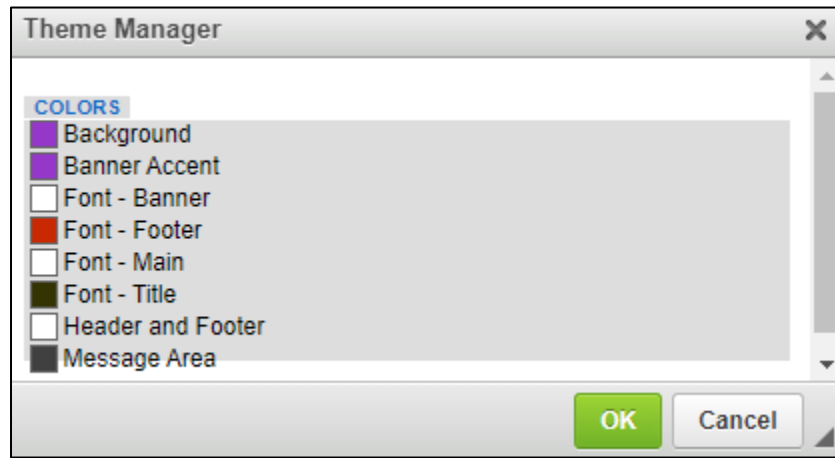 Theme Manager
COLORS
Background
Banner Accent
Font - Banner
Font - Footer
Font - Main
Font - Title
Header and Footer
Message Area
OK Cancel